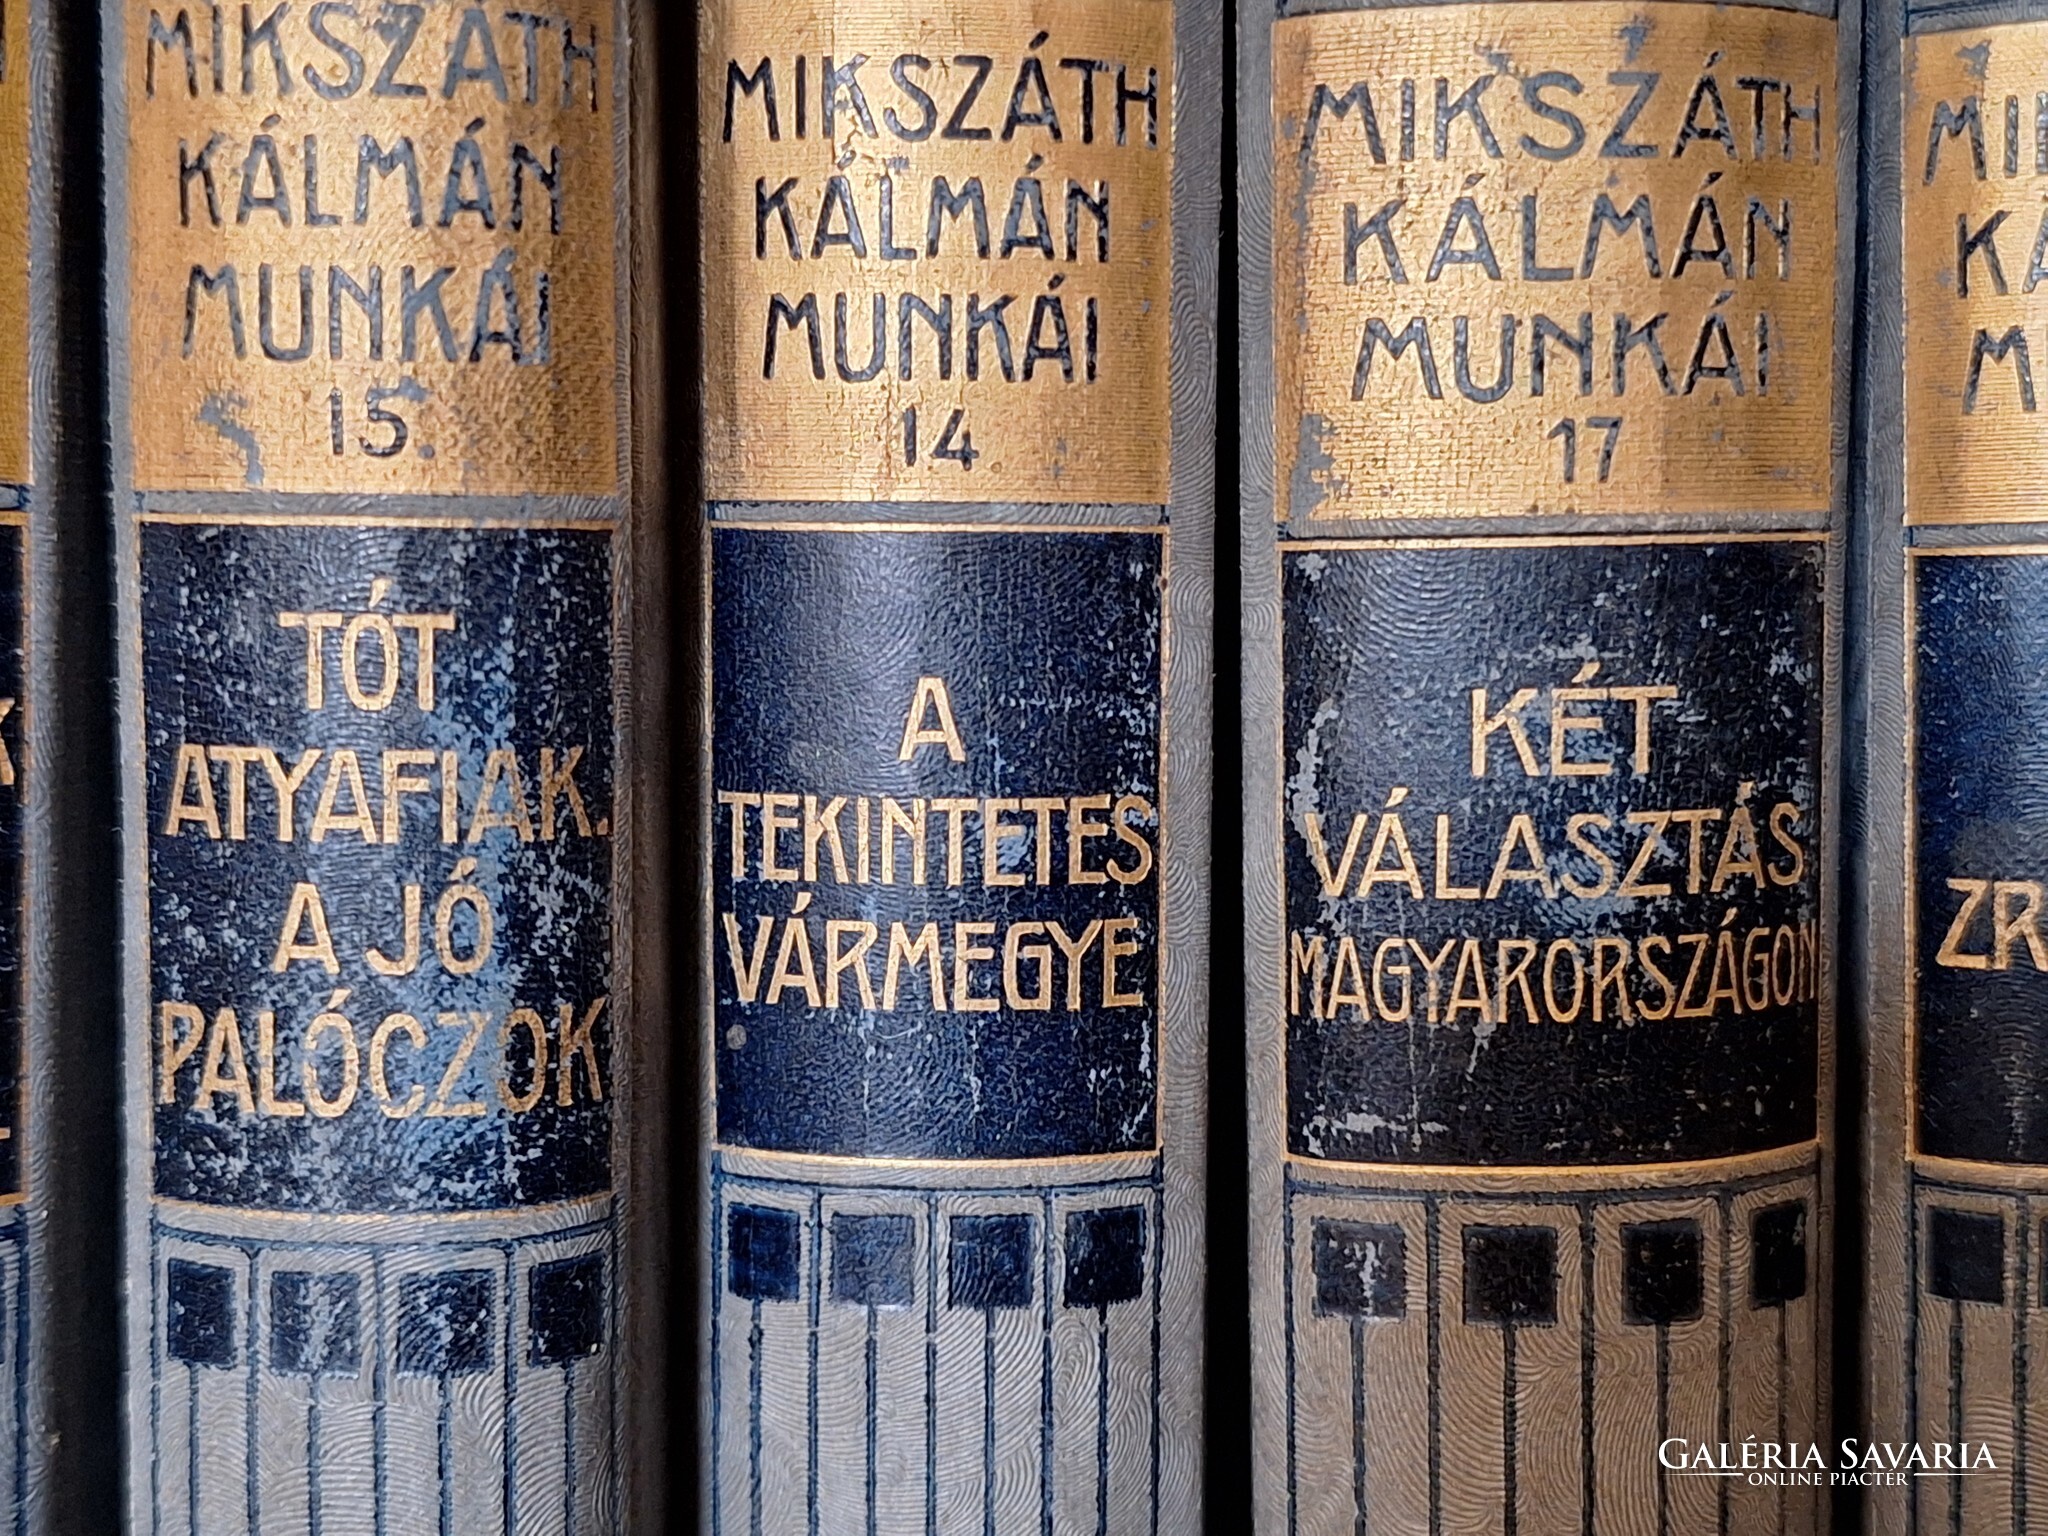 MIKSZÁTH
KÁLMÁN
MUNKÁI
15.
TÓT
ATYAFIAK.
A JÓ
PALÓCZOK
MIKSZÁTH
KÁLMÁN
MUNKÁI
14
A
TEKINTETES
VÁRMEGYE
MIKSZÁTH
KÁLMÁN
MUNKÁI
17
KÉT
VÁLASZTÁS
MAGYARORSZÁGON
GALÉRIA SAVARIA
ONLINE PIACTÉR